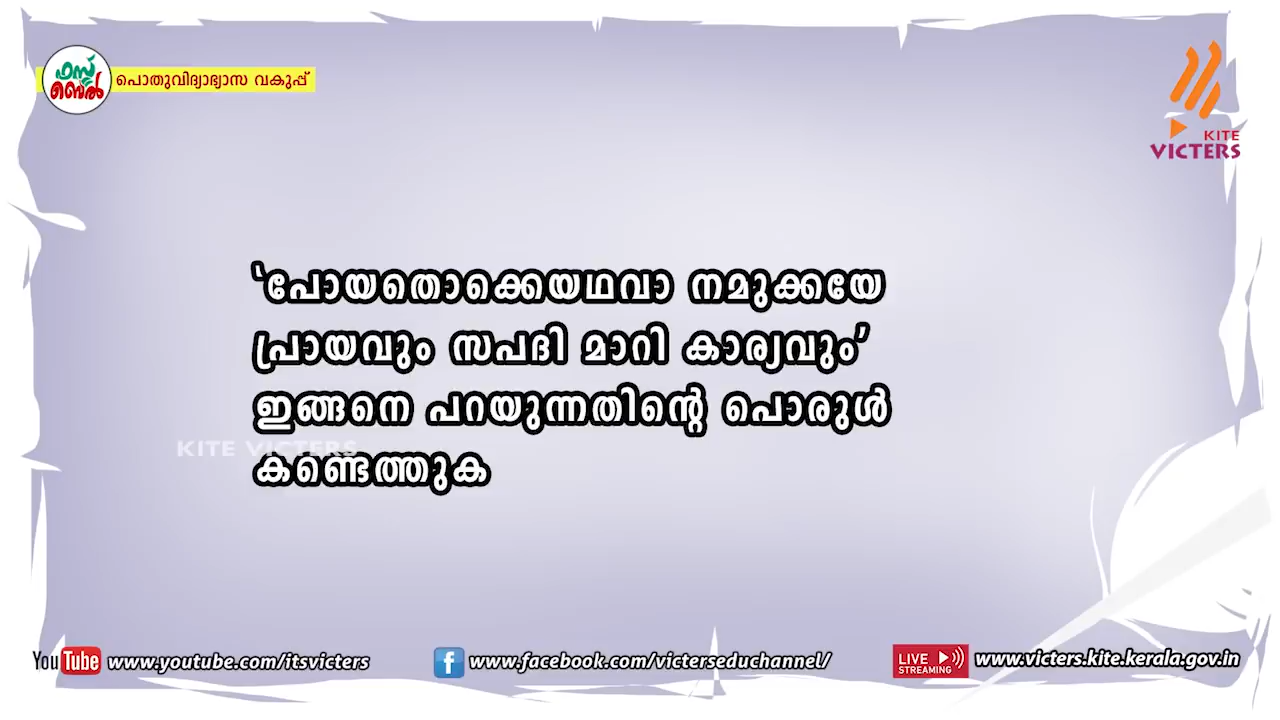 ഫസ്റ്റ്
ബെൽ
പൊതുവിദ്യാഭ്യാസ വകുപ്പ്
KITE
VICTERS
‘പോയതൊക്കെയഥവാ നമുക്കയേ
പ്രായവും സപദി മാറി കാര്യവും’
ഇങ്ങനെ പറയുന്നതിന്റെ പൊരുൾ
KITE VICTERS
കണ്ടെത്തുക
You Tube www.youtube.com/itsvicters
f www.facebook.com/victerseduchannel/
LIVE
STREAMING
www.victers.kite.kerala.gov.in